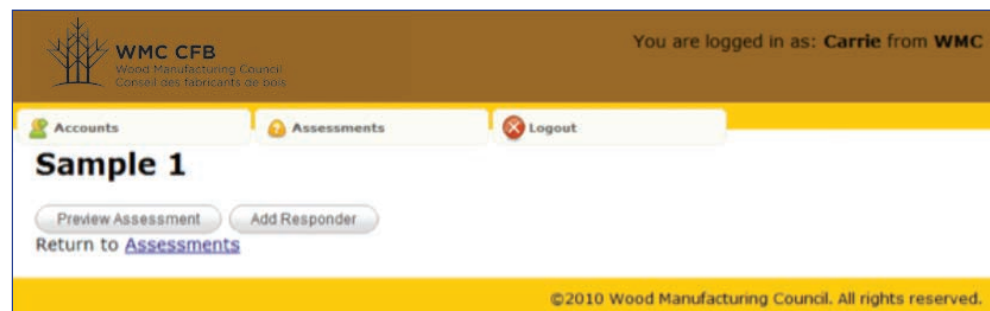 WMC CFB
Wood Manufacturing Council
Conseil des fabricants de bois
You are logged in as: Carrie from WMC
Accounts
Assessments
Logout
Sample 1
Preview Assessment
Add Responder
Return to Assessments
©2010 Wood Manufacturing Council. All rights reserved.